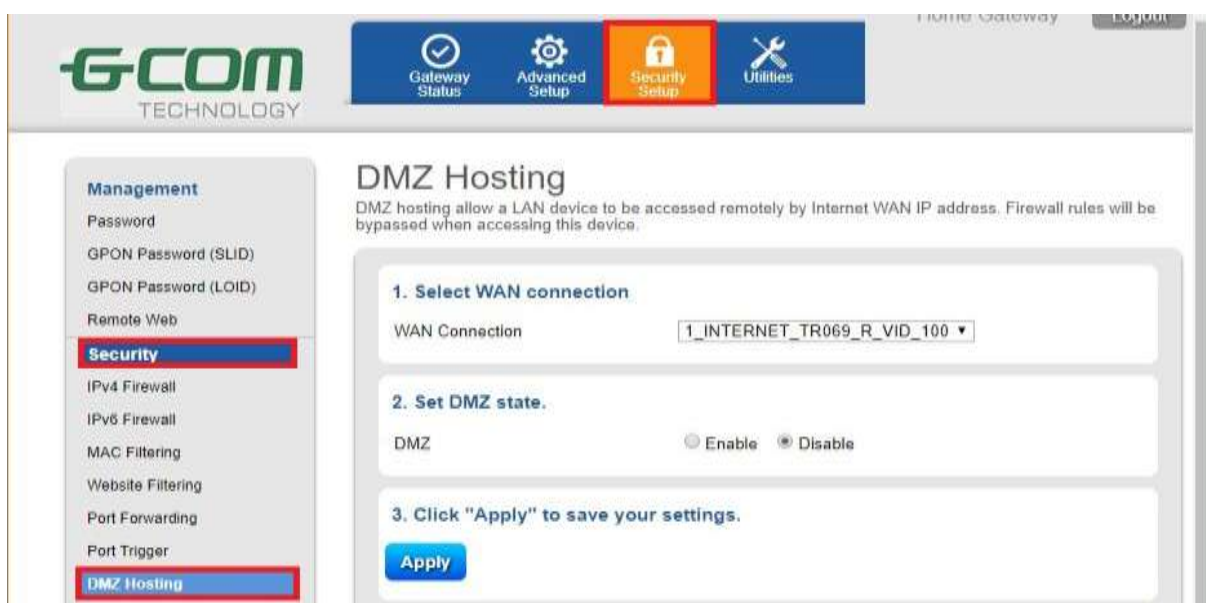 Home Gateway Logout
G-COM
TECHNOLOGY
Gateway Status
Advanced Setup
Security Setup
Utilities
Management
Password
GPON Password (SLID)
GPON Password (LOID)
Remote Web
Security
IPv4 Firewall
IPv6 Firewall
MAC Filtering
Website Filtering
Port Forwarding
Port Trigger
DMZ Hosting
DMZ Hosting
DMZ hosting allow a LAN device to be accessed remotely by Internet WAN IP address. Firewall rules will be
bypassed when accessing this device.
1. Select WAN connection
WAN Connection 1_INTERNET_TR069_R_VID_100
2. Set DMZ state.
DMZ Enable Disable
3. Click "Apply" to save your settings.
Apply